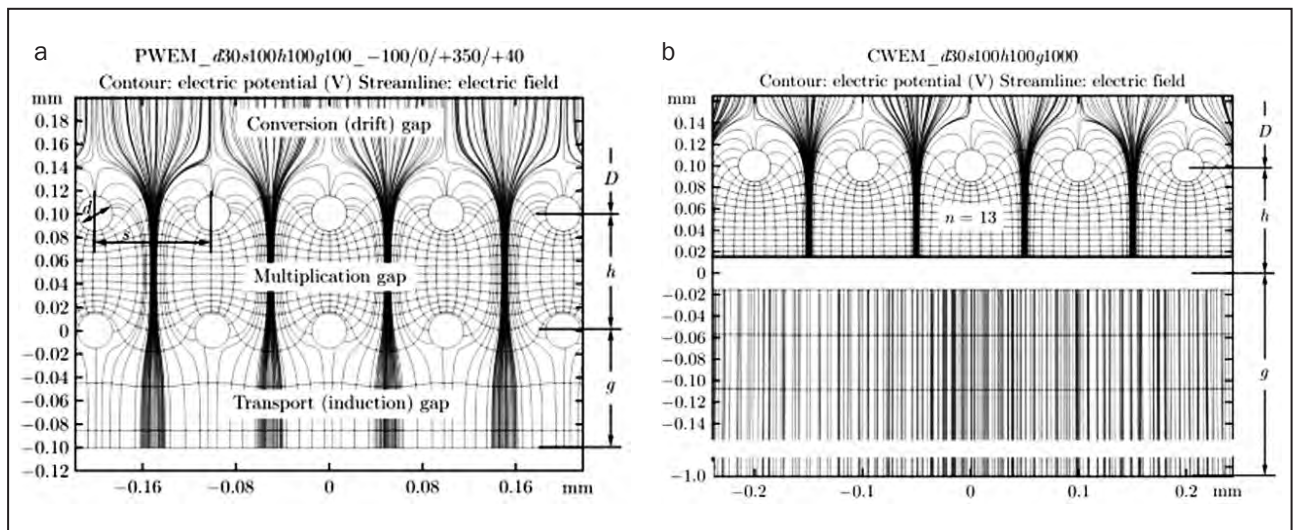 a
PWEM_d30s100h100g100_−100/0/+350/+40
Contour: electric potential (V) Streamline: electric field
mm
0.18
0.16
0.14
0.12
0.10
0.08
0.06
0.04
0.02
0
−0.02
−0.04
−0.06
−0.08
−0.10
−0.12
Conversion (drift) gap
d
s
Multiplication gap
Transport (induction) gap
D
h
g
−0.16
−0.08
0
0.08
0.16
mm
b
CWEM_d30s100h100g1000
Contour: electric potential (V) Streamline: electric field
mm
0.14
0.12
0.10
0.08
0.06
0.04
0.02
0
−0.02
−0.04
−0.06
−0.08
−0.10
−0.12
−0.14
−1.0
n = 13
D
h
g
−0.2
−0.1
0
0.1
0.2
mm